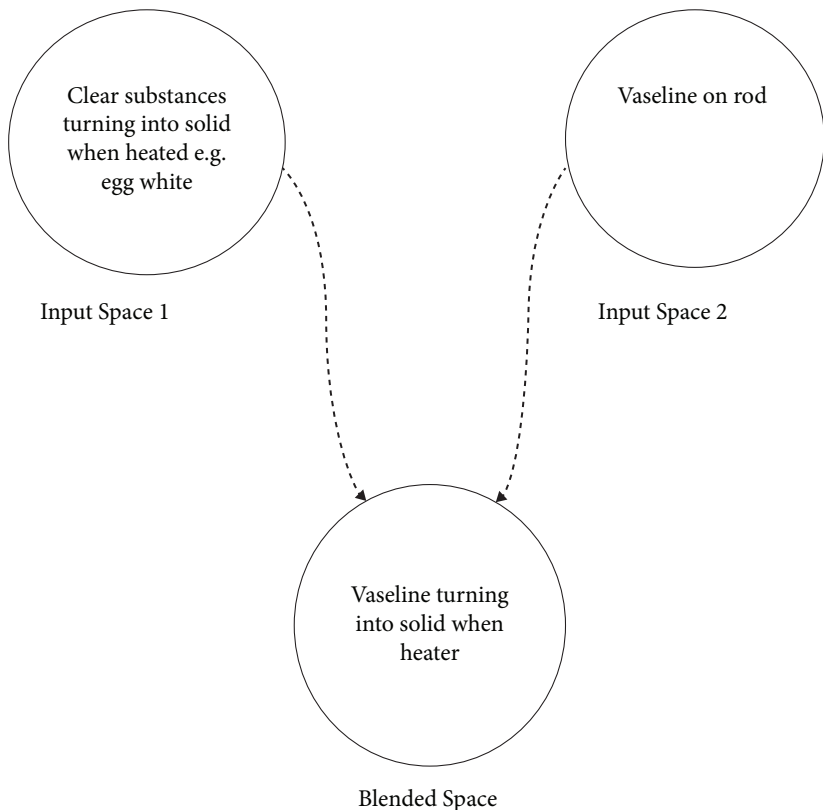 Clear substances
turning into solid
when heated e.g.
egg white
Input Space 1
Vaseline on rod
Input Space 2
Vaseline turning
into solid when
heater
Blended Space